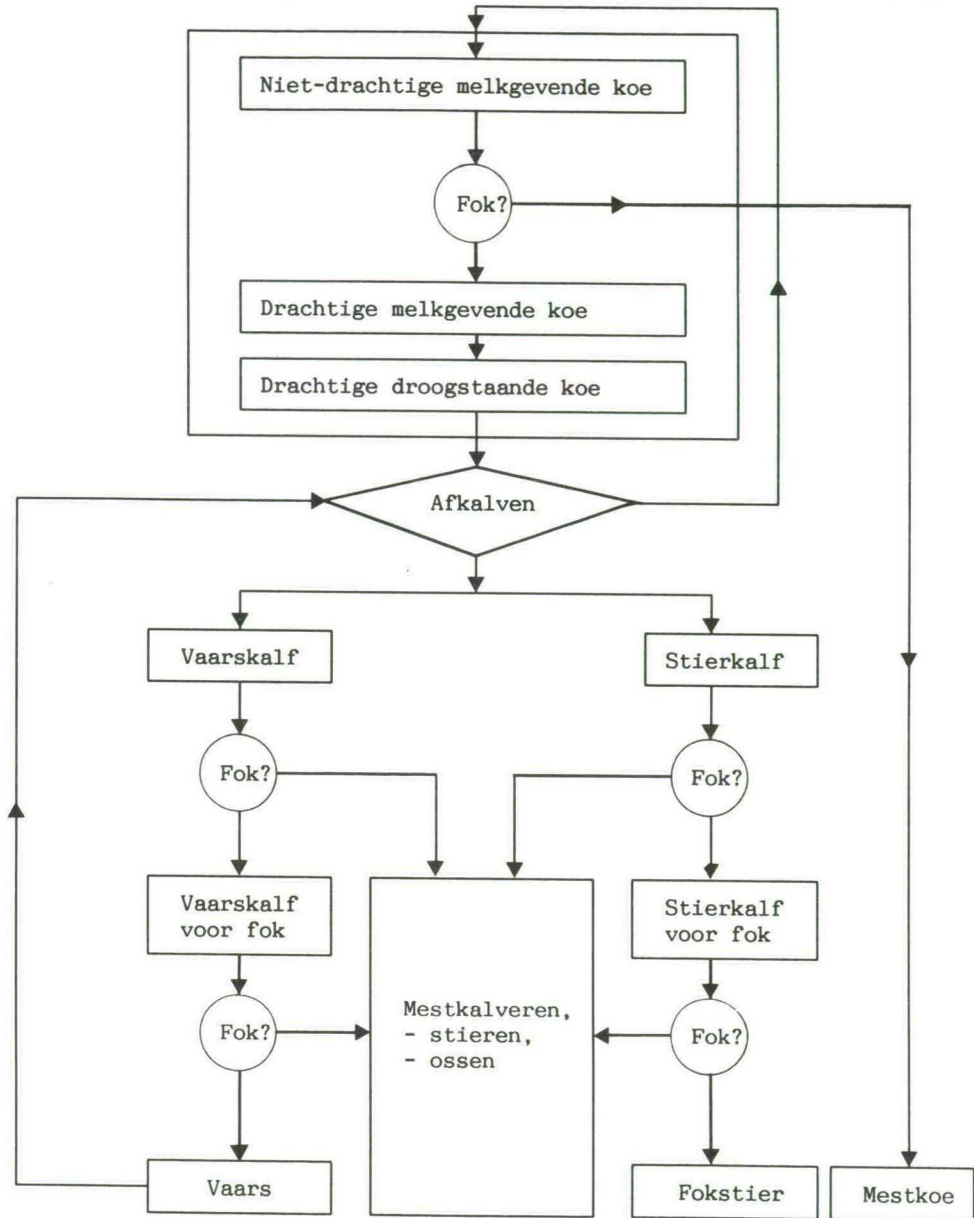 Niet-drachtige melkgevende koe
Fok?
Drachtige melkgevende koe
Drachtige droogstaande koe
Afkalven
Vaarskalf
Stierkalf
Fok?
Fok?
Vaarskalf
voor fok
Stierkalf
voor fok
Fok?
Mestkalveren,
- stieren,
- ossen
Fok?
Vaars
Fokstier
Mestkoe